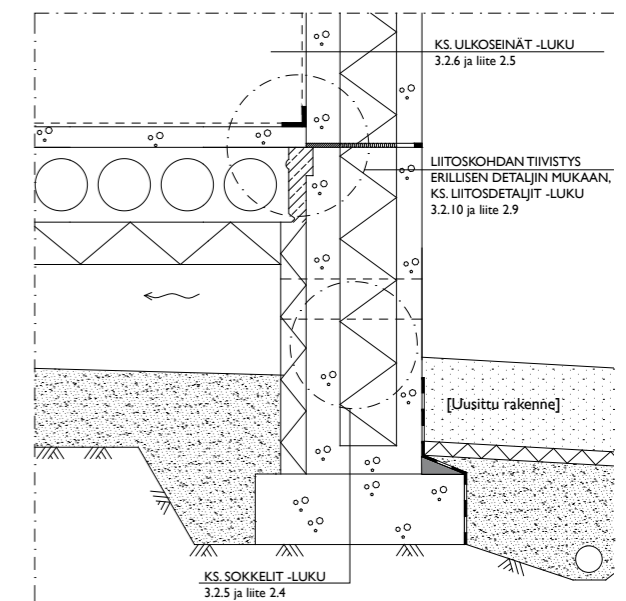 KS. ULKOSEINÄT -LUKU
3.2.6 ja liite 2.5
LIITOSKOHDAN TIIVISTYS
ERILLISEN DETALJIN MUKAAN,
KS. LIITOSDETALJIT -LUKU
3.2.10 ja liite 2.9
[Uusittu rakenne]
KS. SOKKELIT -LUKU
3.2.5 ja liite 2.4